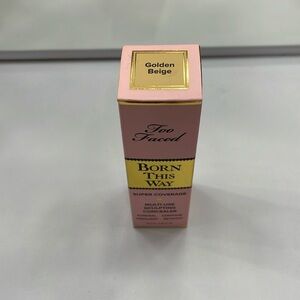 Golden
Beige
Too
Faced
BORN
THIS
WAY
SUPER COVERAGE
MULTI-USE
SCULPTING
CONCEALER